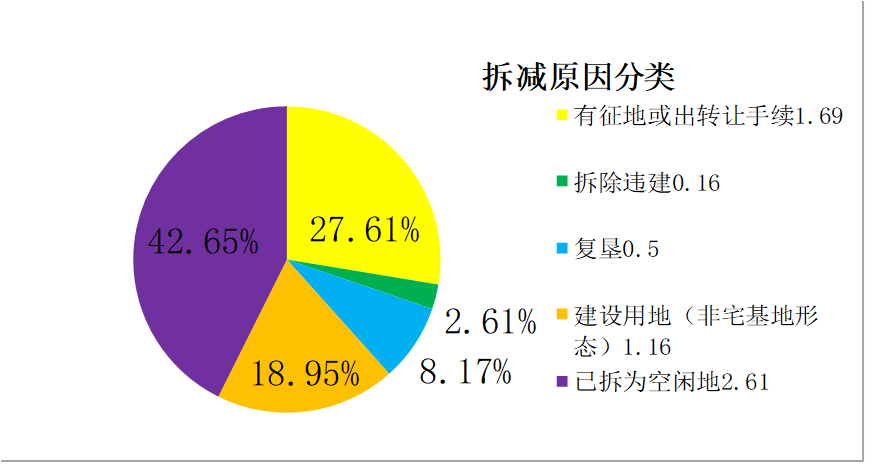 拆减原因分类
有征地或出转让手续1.69
拆除违建0.16
复垦0.5
建设用地（非宅基地形
态）1.16
已拆为空闲地2.61
42.65%
27.61%
2.61%
8.17%
18.95%